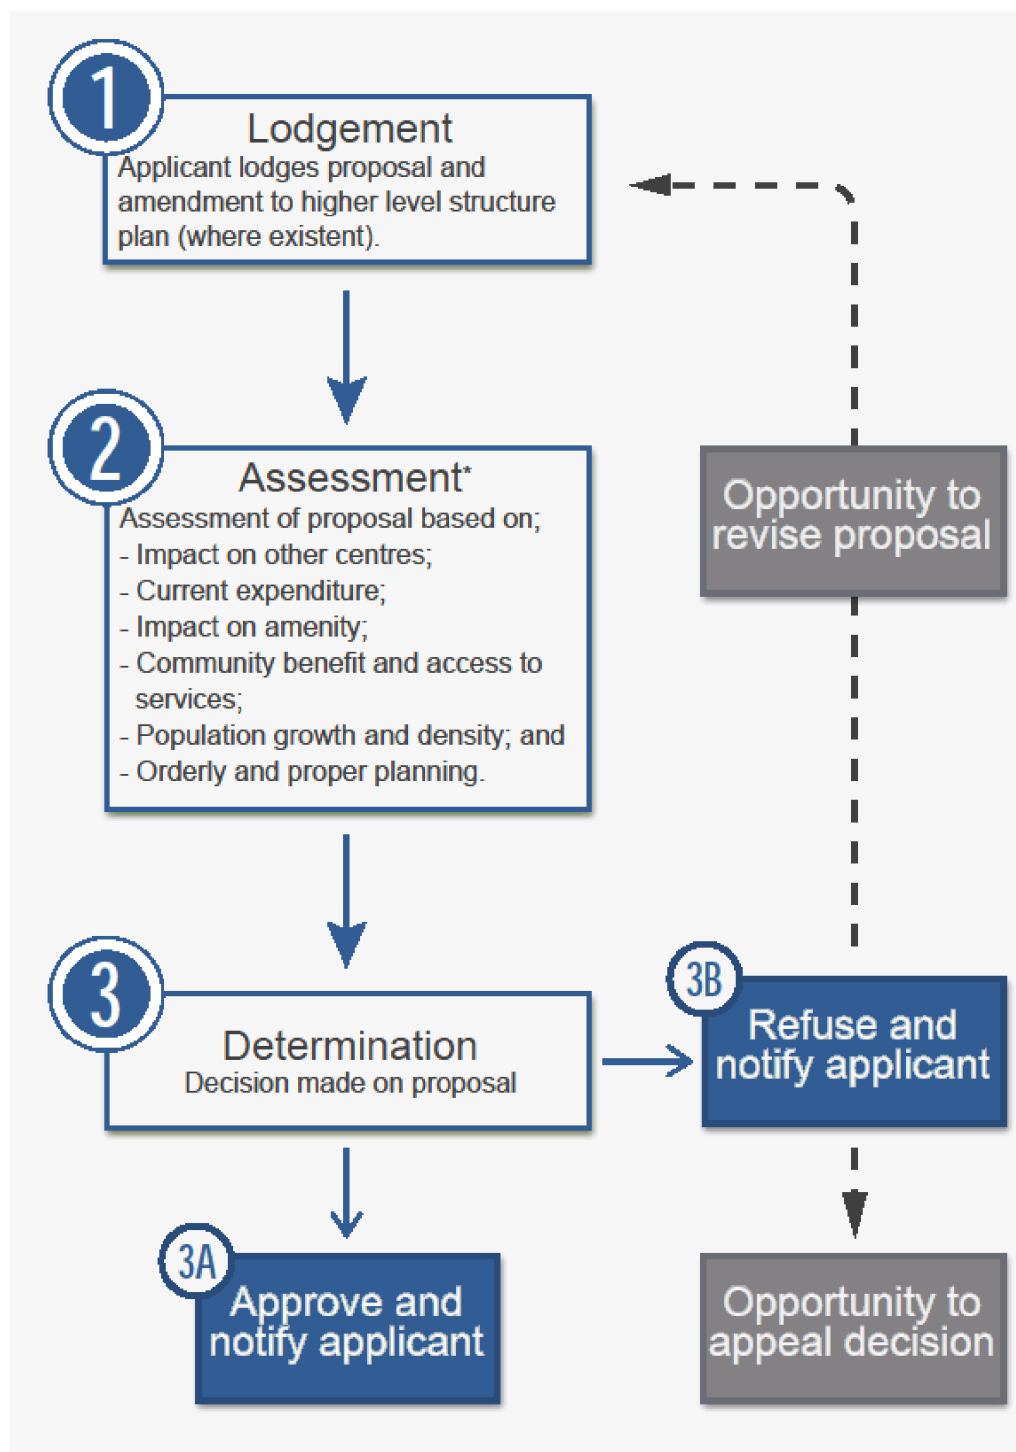 1
Lodgement
Applicant lodges proposal and
amendment to higher level structure
plan (where existent).
2
Assessment*
Assessment of proposal based on;
- Impact on other centres;
- Current expenditure;
- Impact on amenity;
- Community benefit and access to
services;
- Population growth and density; and
- Orderly and proper planning.
Opportunity to
revise proposal
3
Determination
Decision made on proposal
3B
Refuse and
notify applicant
3A
Approve and
notify applicant
Opportunity to
appeal decision